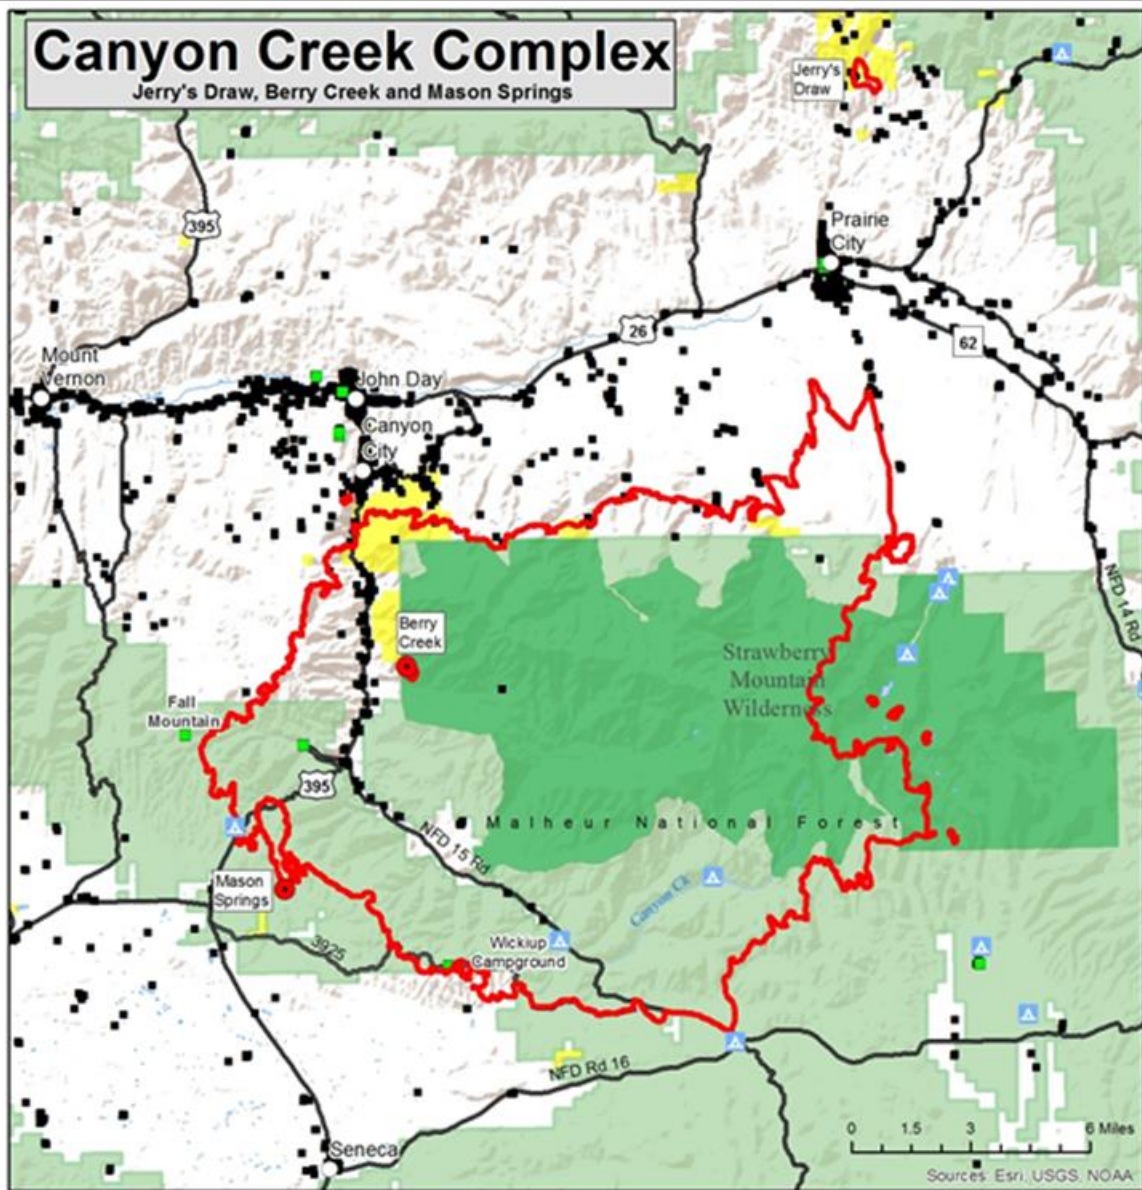 Canyon Creek Complex
Jerry's Draw, Berry Creek and Mason Springs
Jerry's
Draw
395
Prairie
City
26
62
Mount
Vernon
John Day
Canyon
City
NFD 14 Rd
Berry
Creek
Strawberry
Mountain
Wilderness
Fall
Mountain
395
Malheur National Forest
NFD 15 Rd
Mason
Springs
Canyon Ck
3925
Wickiup
Campground
NFD Rd 16
Seneca
0 1.5 3 6 Miles
Sources: Esri, USGS, NOAA